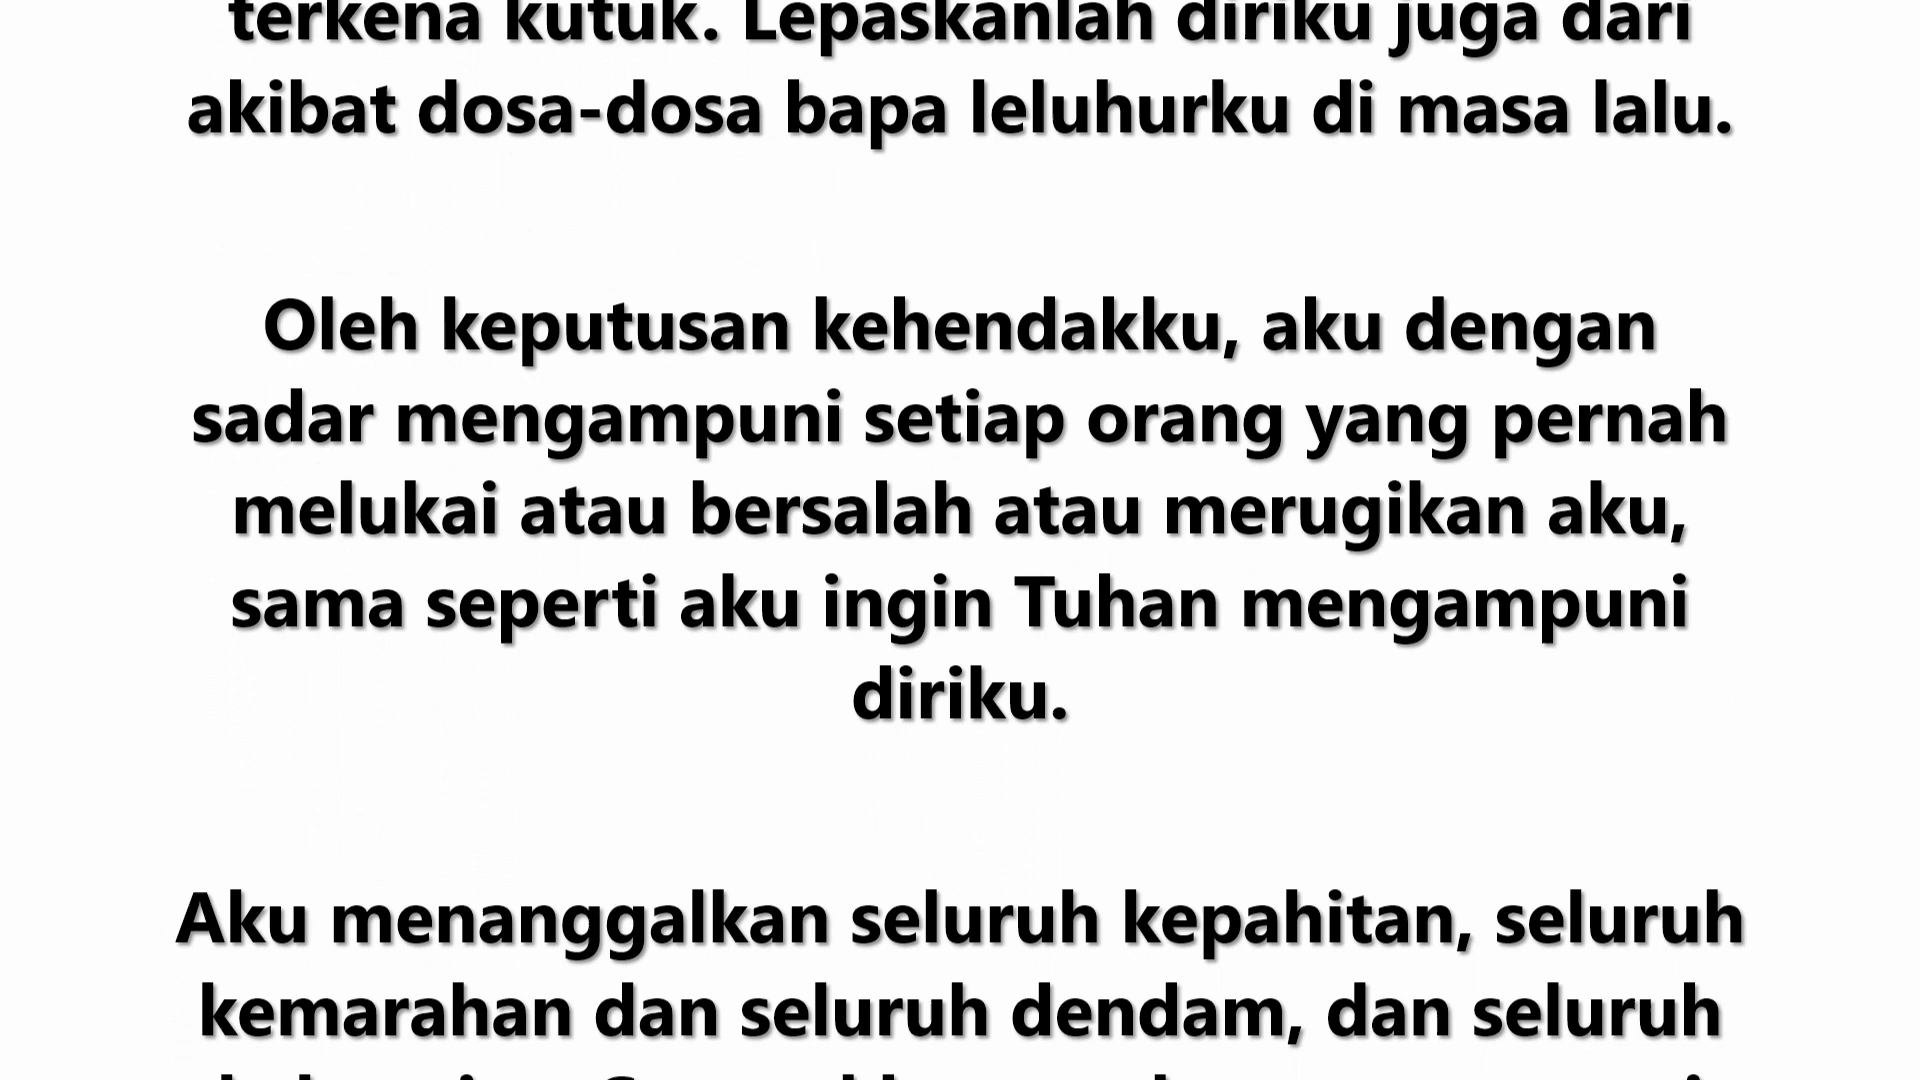 terkena kutuk. Lepaskanlah diriku juga dari
akibat dosa-dosa bapa leluhurku di masa lalu.
Oleh keputusan kehendakku, aku dengan
sadar mengampuni setiap orang yang pernah
melukai atau bersalah atau merugikan aku,
sama seperti aku ingin Tuhan mengampuni
diriku.
Aku menanggalkan seluruh kepahitan, seluruh
kemarahan dan seluruh dendam, dan seluruh